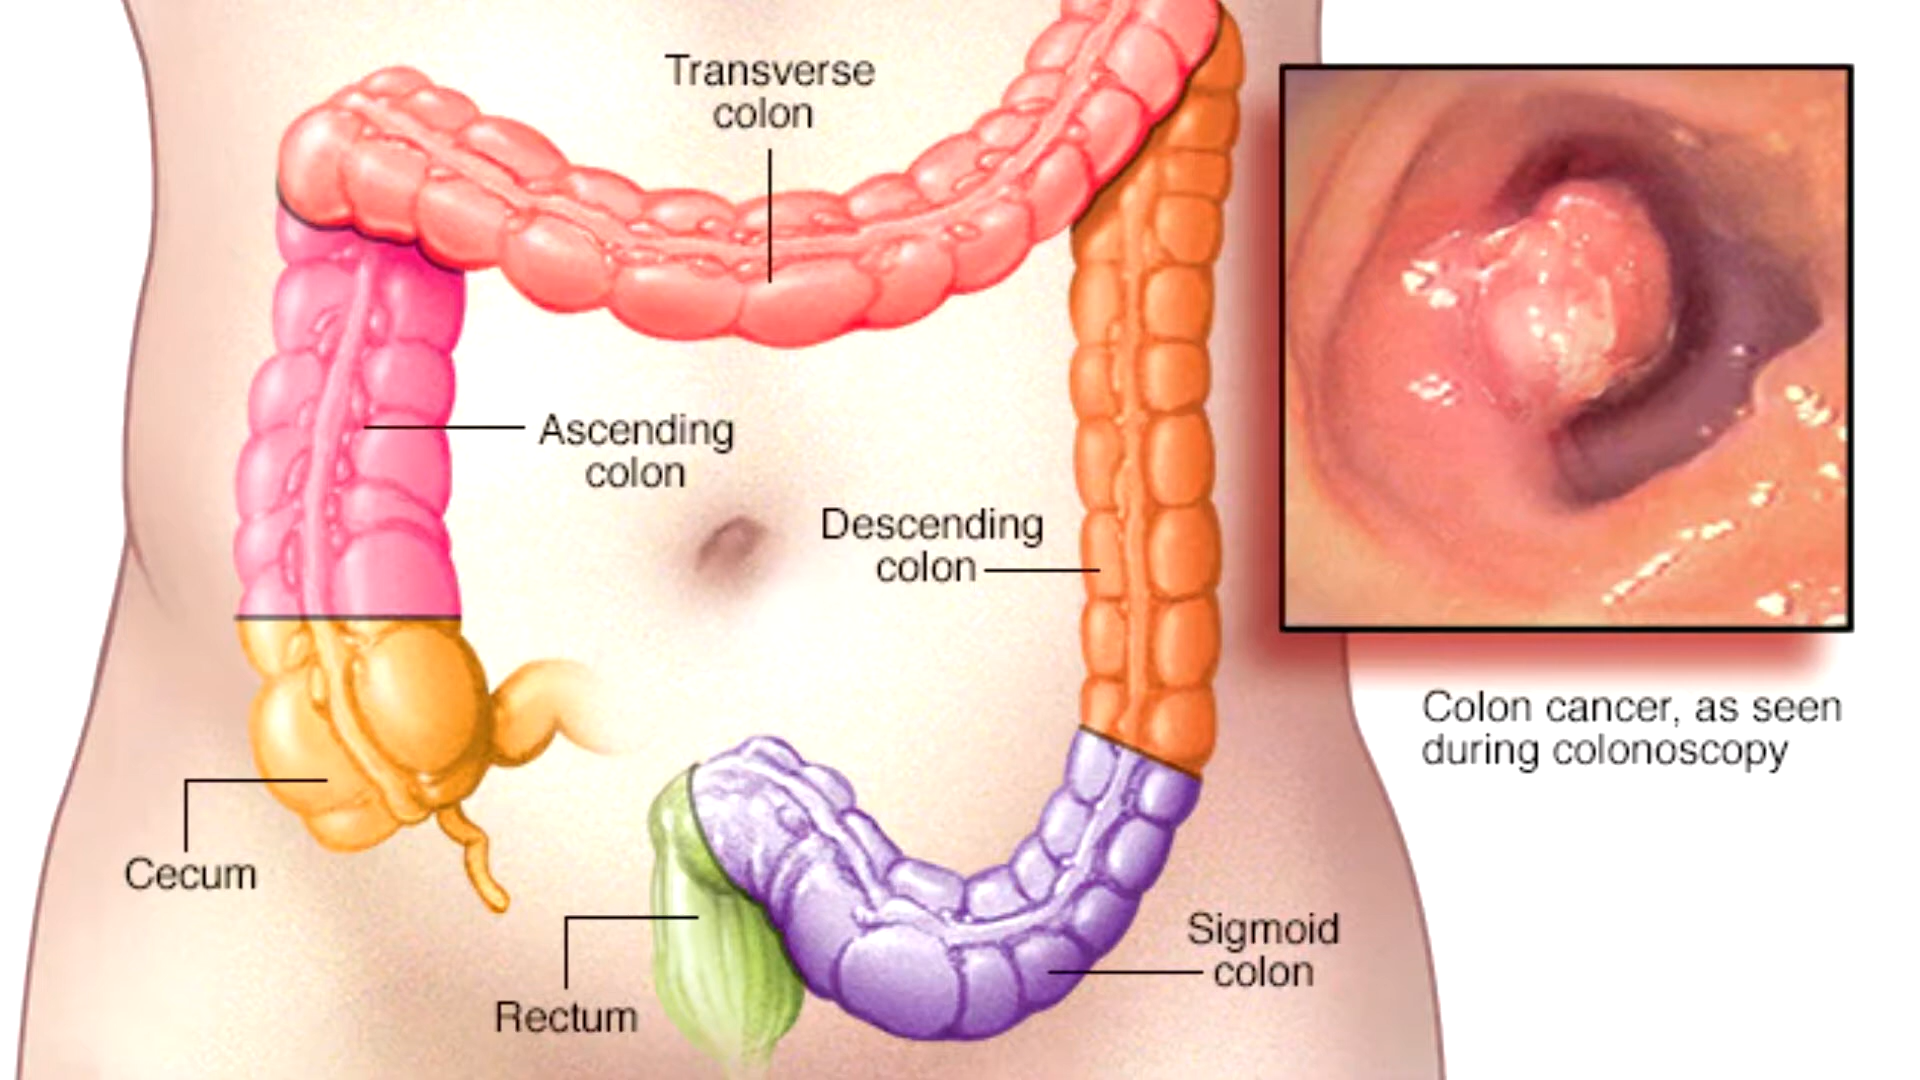 Transverse
colon
Ascending
colon
Descending
colon
Colon cancer, as seen
during colonoscopy
Cecum
Sigmoid
colon
Rectum